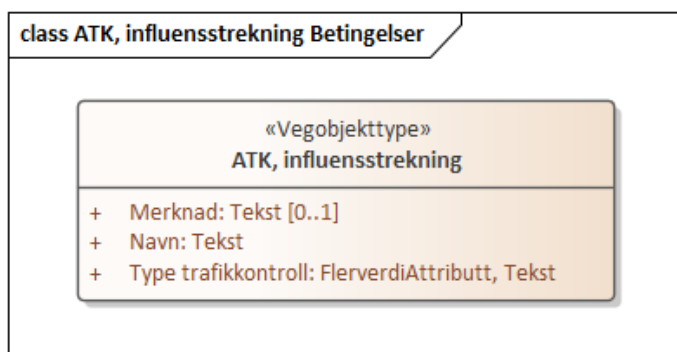 class ATK, influensstrekning Betingelser
«Vegobjekttype»
ATK, influensstrekning
+ Merknad: Tekst [0..1]
+ Navn: Tekst
+ Type trafikkontroll: FlerverdiAttributt, Tekst